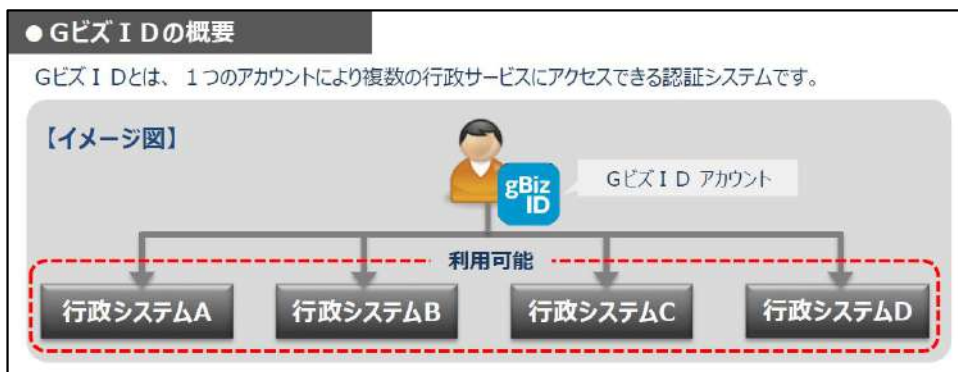 ●GビズIDの概要
GビズIDとは、1つのアカウントにより複数の行政サービスにアクセスできる認証システムです。
【イメージ図】
gBiz
ID
GビズID アカウント
利用可能
行政システムA
行政システムB
行政システムC
行政システムD